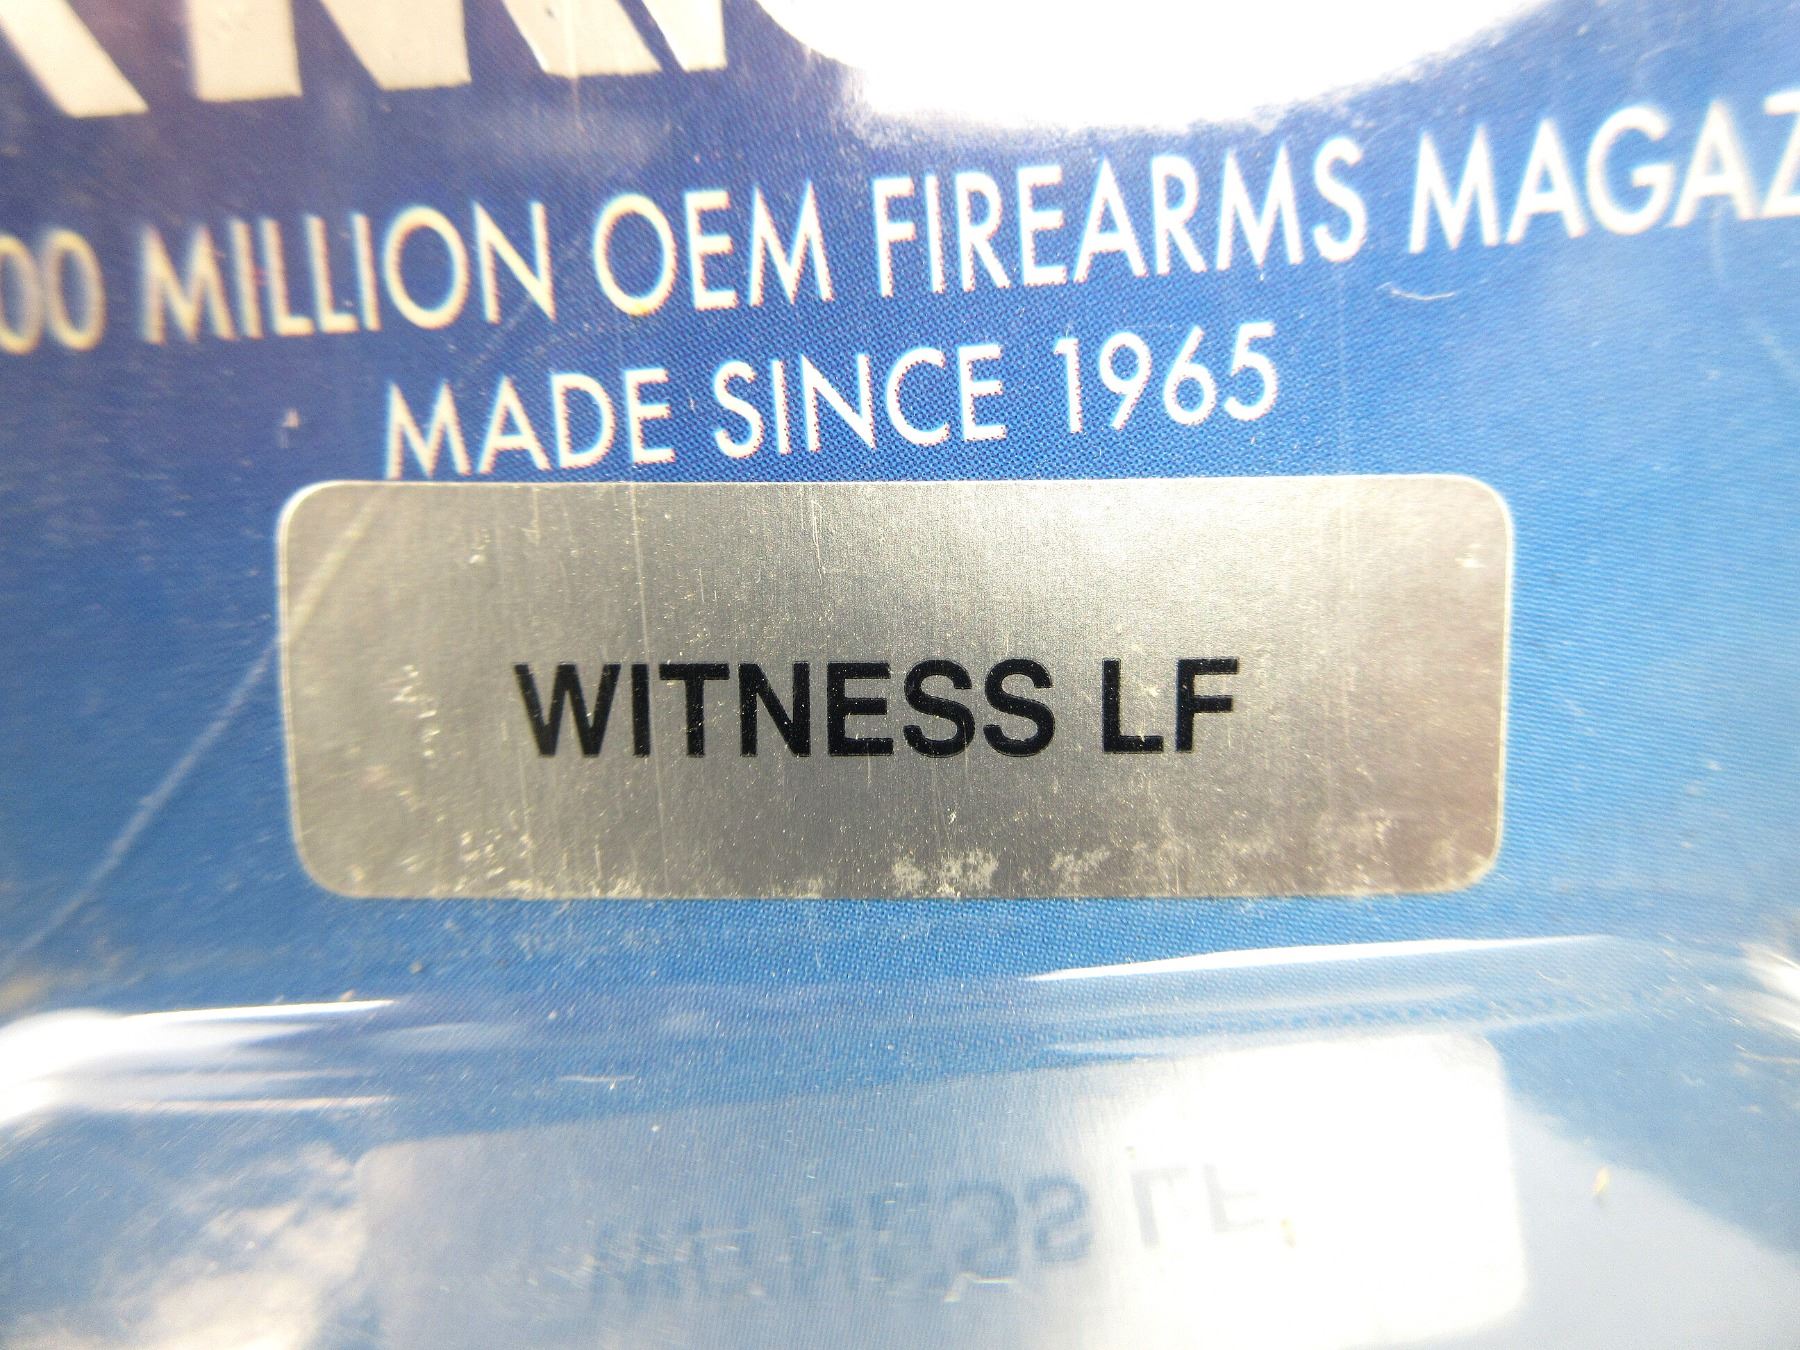 00 MILLION OEM FIREARMS MAGAZ
MADE SINCE 1965
WITNESS LF